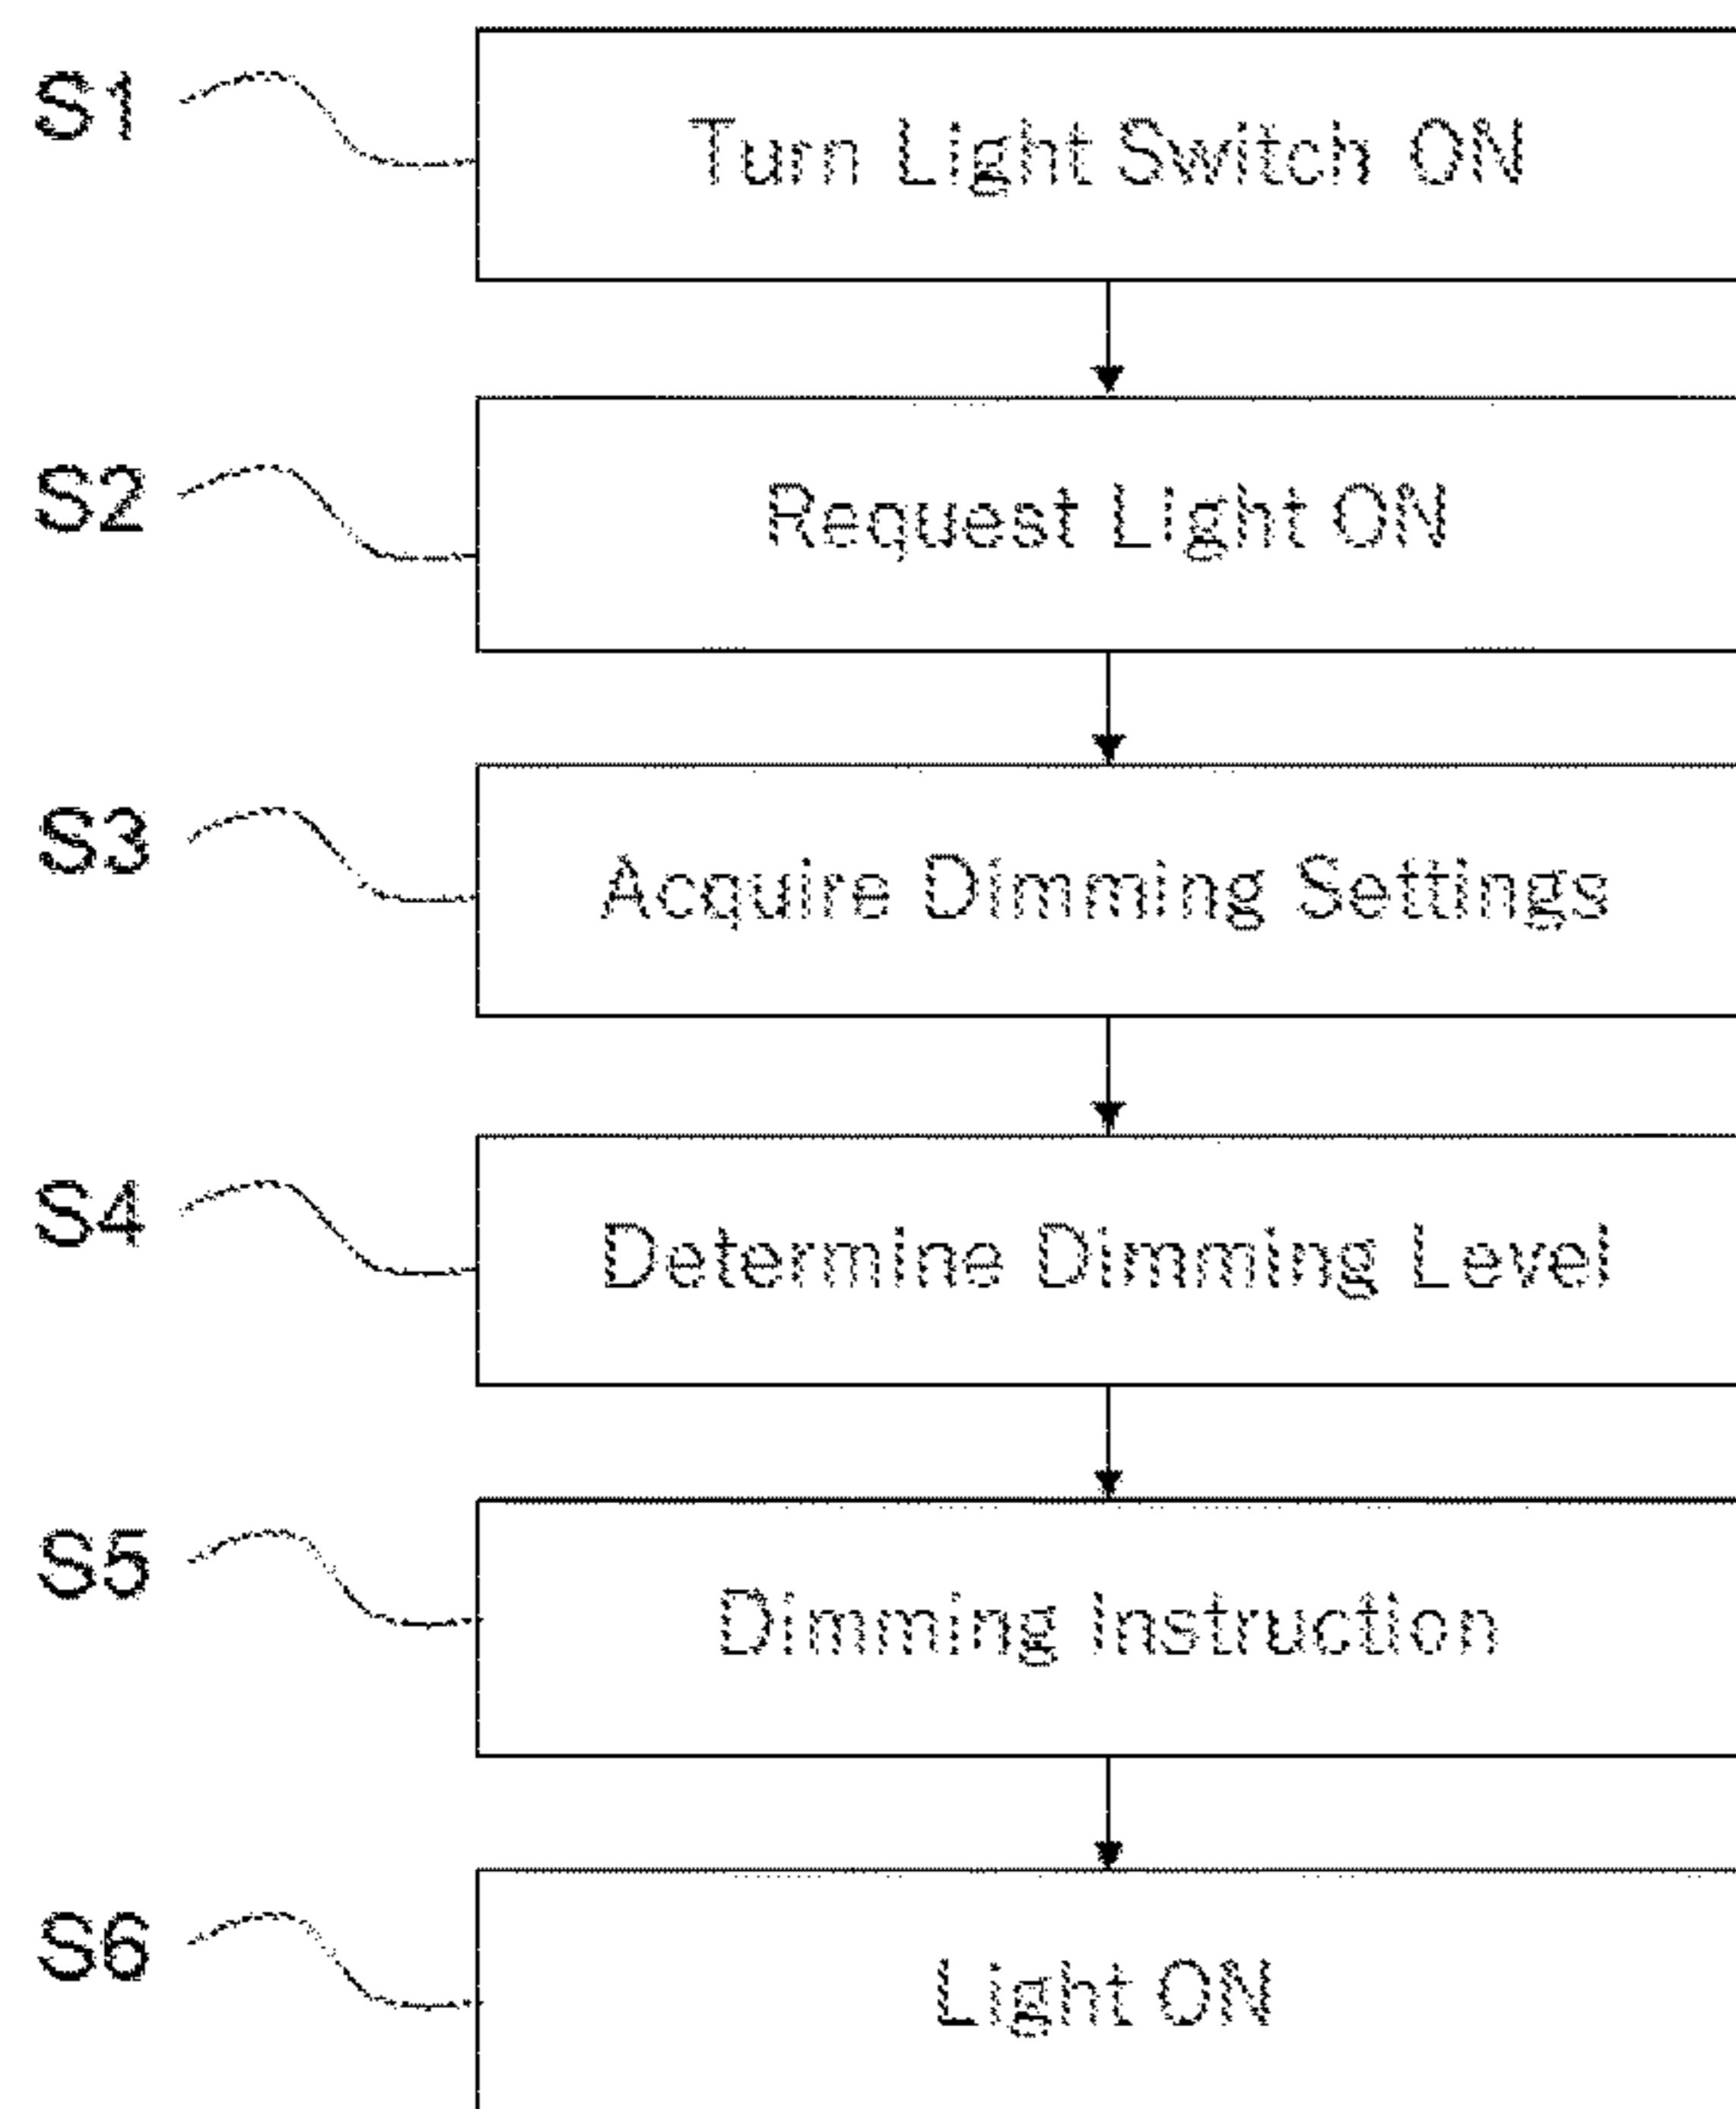 S1
Turn Light Switch ON
S2
Request Light ON
S3
Acquire Dimming Settings
S4
Determine Dimming Level
S5
Dimming Instruction
S6
Light ON